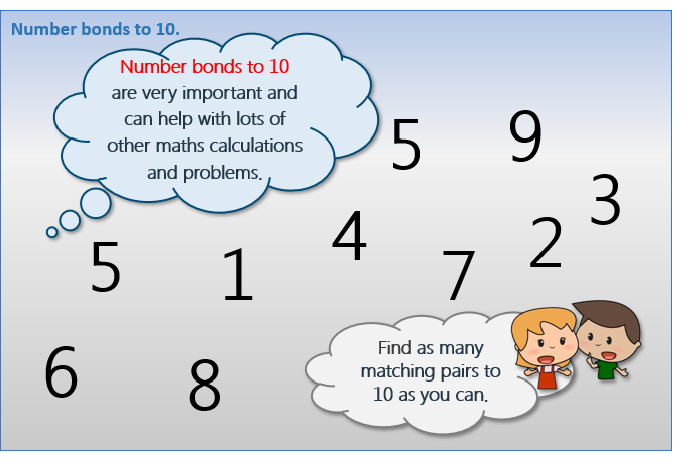 Number bonds to 10.
Number bonds to 10
are very important and
can help with lots of
other maths calculations
and problems.
5
9
3
4
2
5
1
7
6
8
Find as many
matching pairs to
10 as you can.